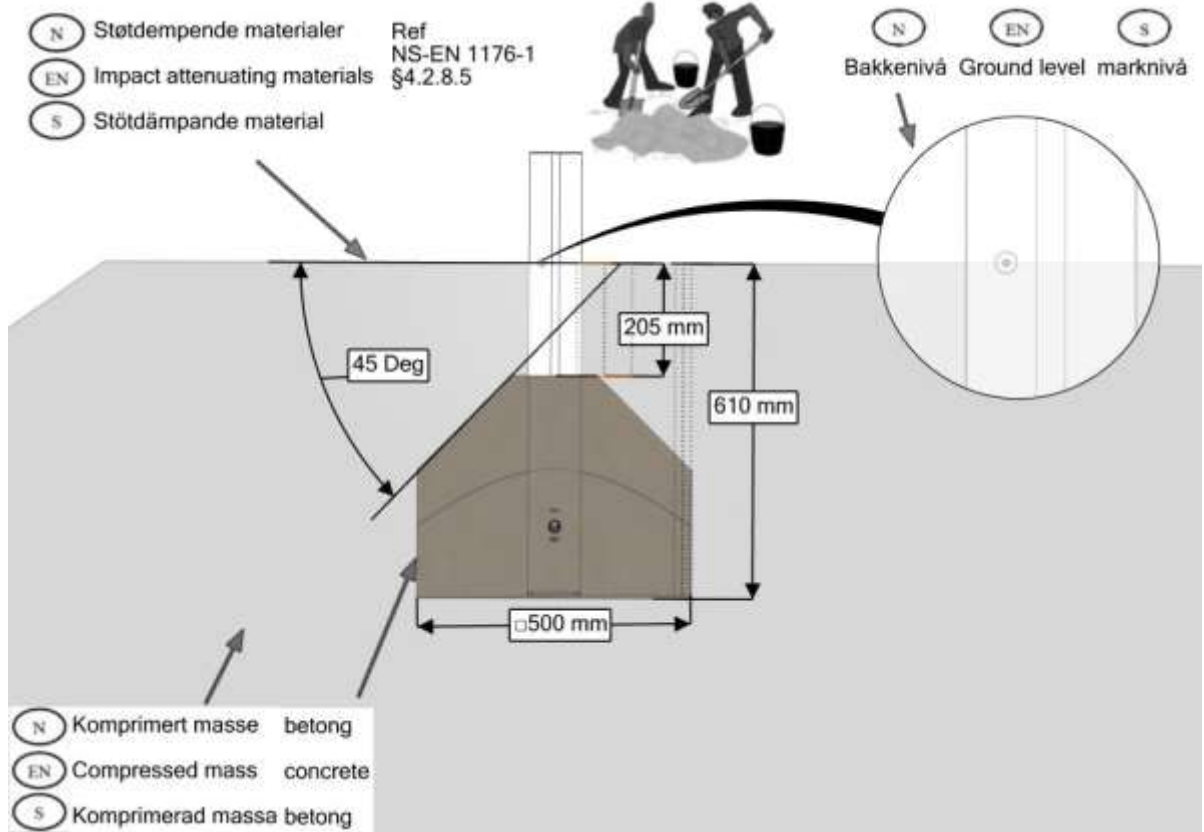 N Støtdempende materialer
EN Impact attenuating materials
S Stötdämpande material
Ref
NS-EN 1176-1
§4.2.8.5
N EN S
Bakkenivå Ground level marknivå
205 mm
45 Deg
610 mm
□500 mm
N Komprimert masse betong
EN Compressed mass concrete
S Komprimerad massa betong